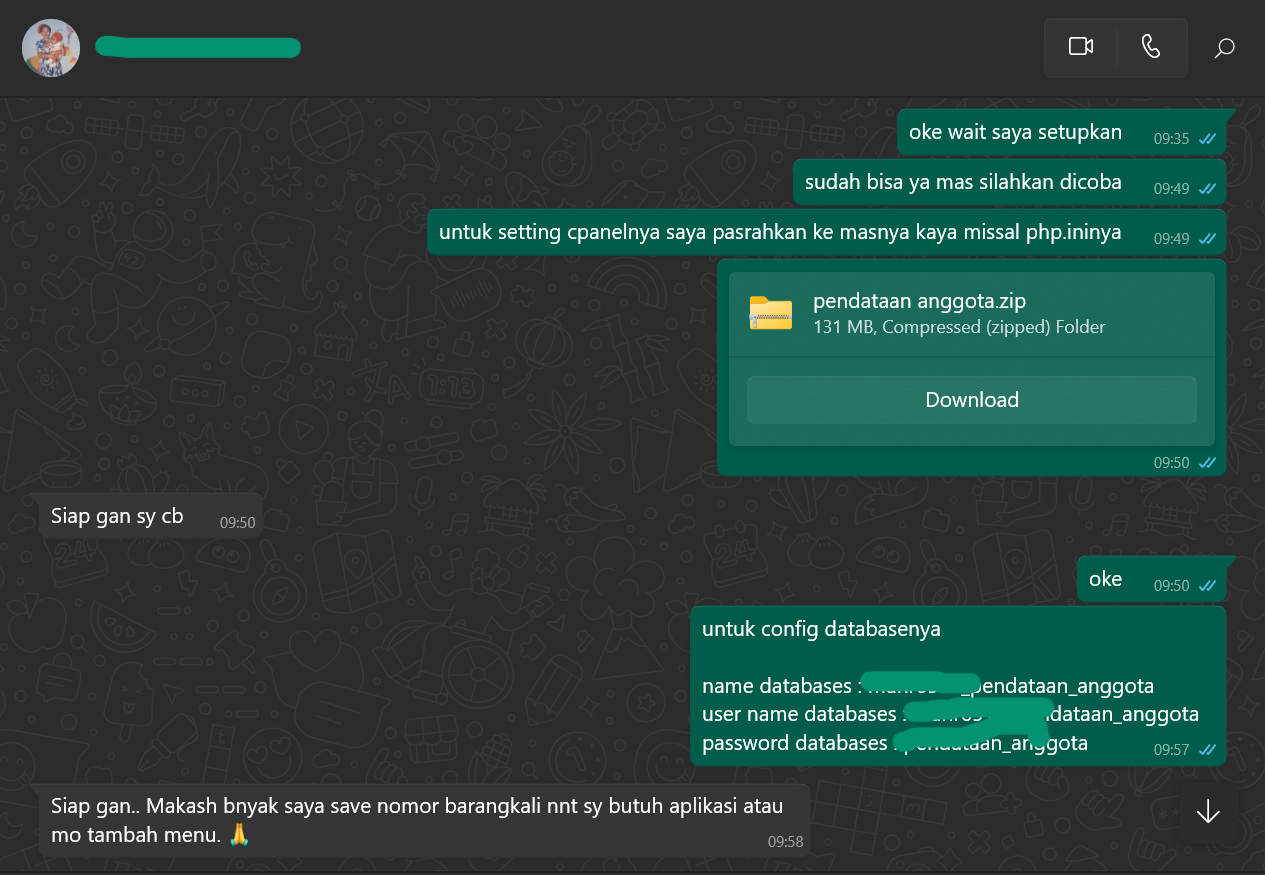 oke wait saya setupkan
09:35
sudah bisa ya mas silahkan dicoba
09:49
untuk setting cpanelnya saya pasrahkan ke masnya kaya missal php.ininya
09:49
pendataan anggota.zip
131 MB, Compressed (zipped) Folder
Download
09:50
Siap gan sy cb
09:50
oke
09:50
untuk config databasenya
name databases : _pendataan_anggota
user name databases : dataan_anggota
password databases : anggota
09:57
Siap gan.. Makash bnyak saya save nomor barangkali nnt sy butuh aplikasi atau
mo tambah menu. 🙏
09:58